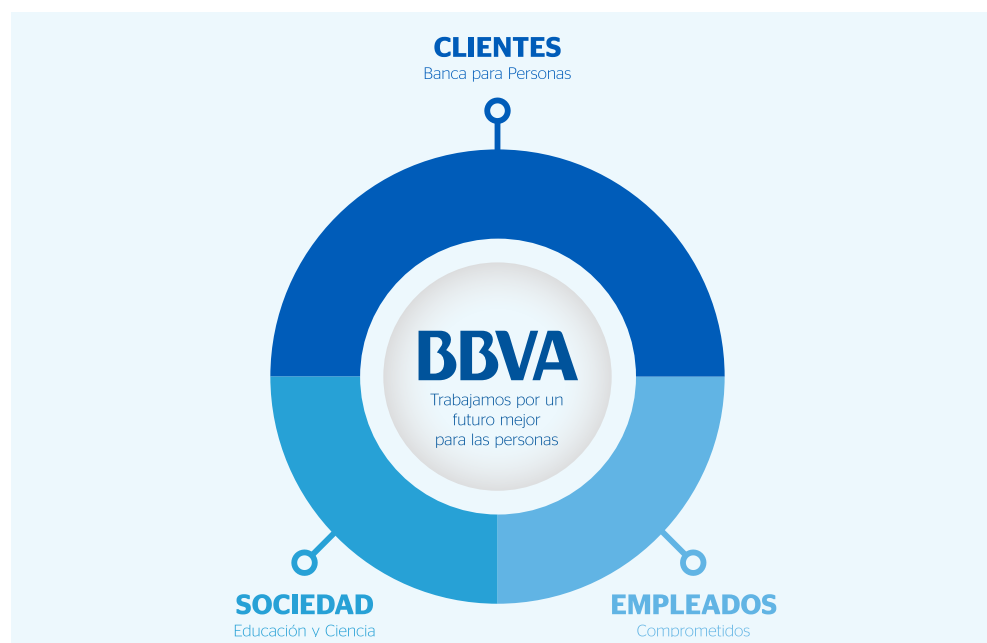 CLIENTES
Banca para Personas
BBVA
Trabajamos por un
futuro mejor
para las personas
SOCIEDAD
Educación y Ciencia
EMPLEADOS
Comprometidos